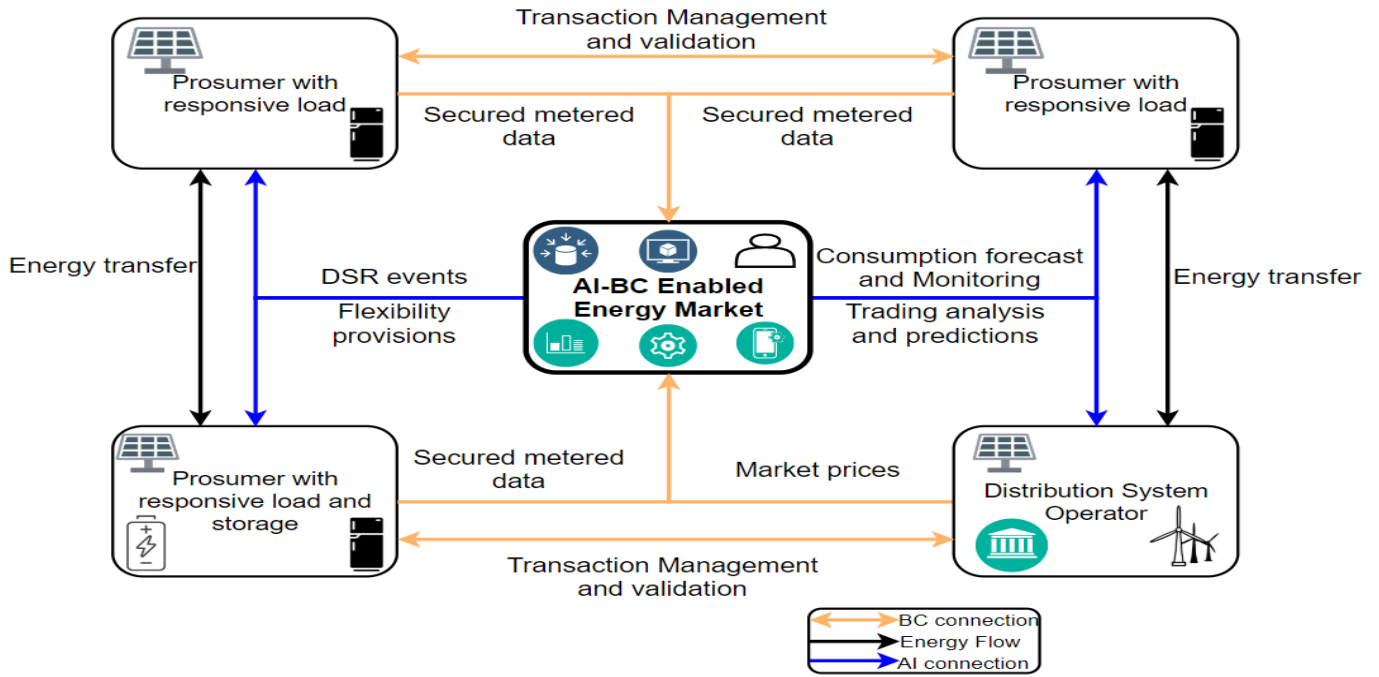 Transaction Management
and validation
Prosumer with
responsive load
Prosumer with
responsive load
Secured metered
data
Secured metered
data
Energy transfer
DSR events
Flexibility
provisions
AI-BC Enabled
Energy Market
Consumption forecast
and Monitoring
Trading analysis
and predictions
Energy transfer
Prosumer with
responsive load and
storage
Secured metered
data
Market prices
Distribution System
Operator
Transaction Management
and validation
BC connection
Energy Flow
AI connection